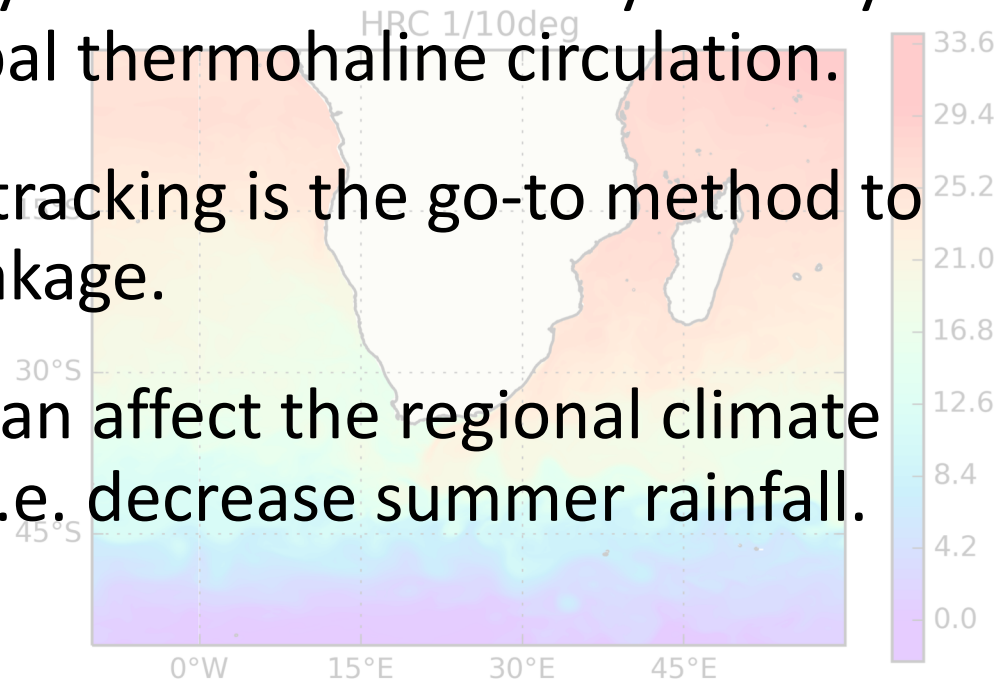 HRC 1/10deg
33.6
bal thermohaline circulation.
29.4
25.2
tracking is the go-to method to
21.0
akage.
16.8
30°S
12.6
an affect the regional climate
8.4
.e. decrease summer rainfall.
45°S
4.2
0.0
0°W 15°E 30°E 45°E